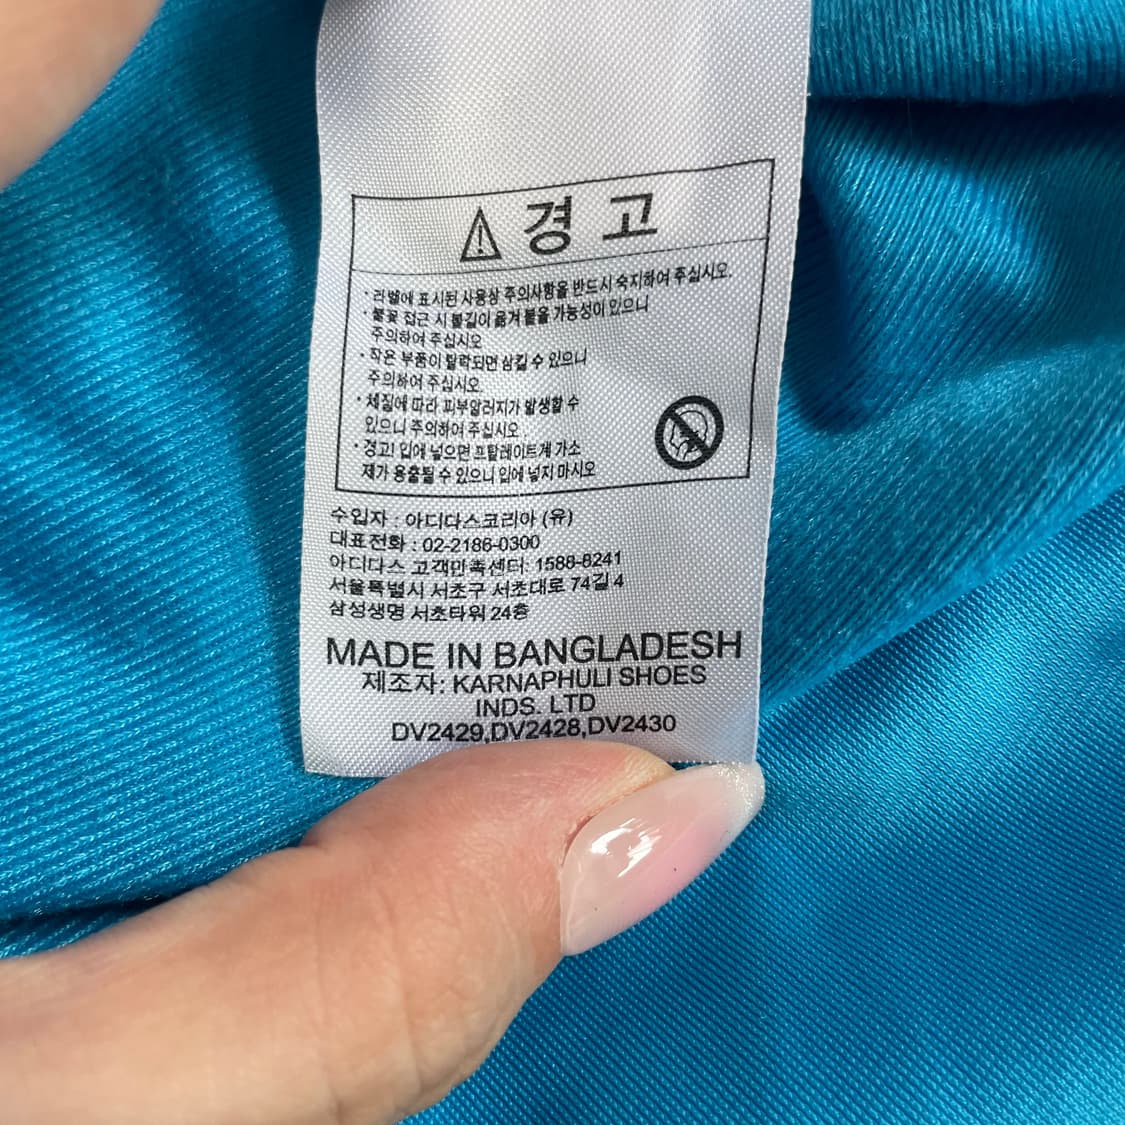 경 고
· 라벨에 표시된 사용상 주의사항을 반드시 숙지하여 주십시오.
· 불꽃 접근 시 불길이 옮겨 붙을 가능성이 있으니
주의하여 주십시오
· 작은 부품이 탈락되면 삼킬 수 있으니
주의하여 주십시오
· 체질에 따라 피부알러지가 발생할 수
있으니 주의하여 주십시오
· 경고! 입에 넣으면 프탈레이트계 가소
제가 용출될 수 있으니 입에 넣지 마시오
수입자 : 아디다스코리아 (유)
대표전화 : 02-2186-0300
아디다스 고객만족센터: 1588-8241
서울특별시 서초구 서초대로 74길 4
삼성생명 서초타워 24층
MADE IN BANGLADESH
제조자: KARNAPHULI SHOES
INDS. LTD
DV2429,DV2428,DV2430